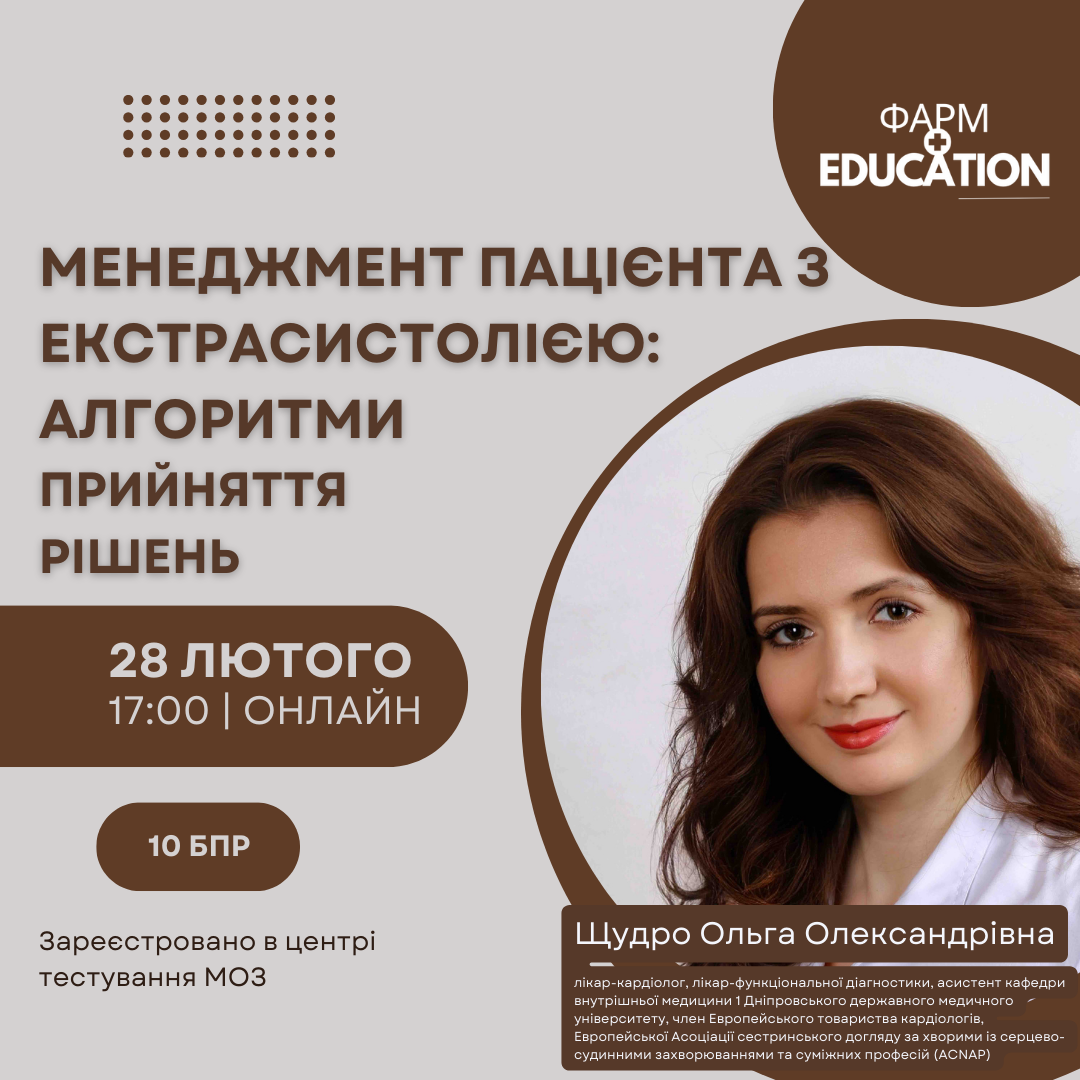 ФАРМ
EDUCATION
МЕНЕДЖМЕНТ ПАЦІЄНТА З
ЕКСТРАСИСТОЛІЄЮ:
АЛГОРИТМИ
ПРИЙНЯТТЯ
РІШЕНЬ
28 ЛЮТОГО
17:00 | ОНЛАЙН
10 БПР
Зареєстровано в центрі
тестування МОЗ
Щудро Ольга Олександрівна
лікар-кардіолог, лікар-функціональної діагностики, асистент кафедри
внутрішньої медицини 1 Дніпровського державного медичного
університету, член Європейського товариства кардіологів,
Європейської Асоціації сестринського догляду за хворими із серцево-
судинними захворюваннями та суміжних професій (ACNAP)